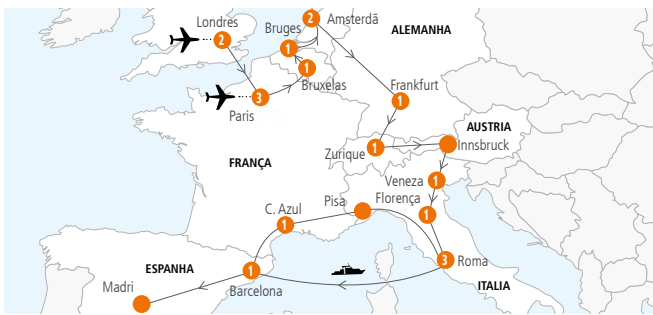 Londres
2
Bruges
2
Amsterdã
ALEMANHA
1
1
Bruxelas
3
Paris
Frankfurt
1
AUSTRIA
Zurique
1
Innsbruck
FRANÇA
Veneza
1
Florença
1
Pisa
C. Azul
1
3
Roma
ESPANHA
1
Barcelona
Madri
ITALIA